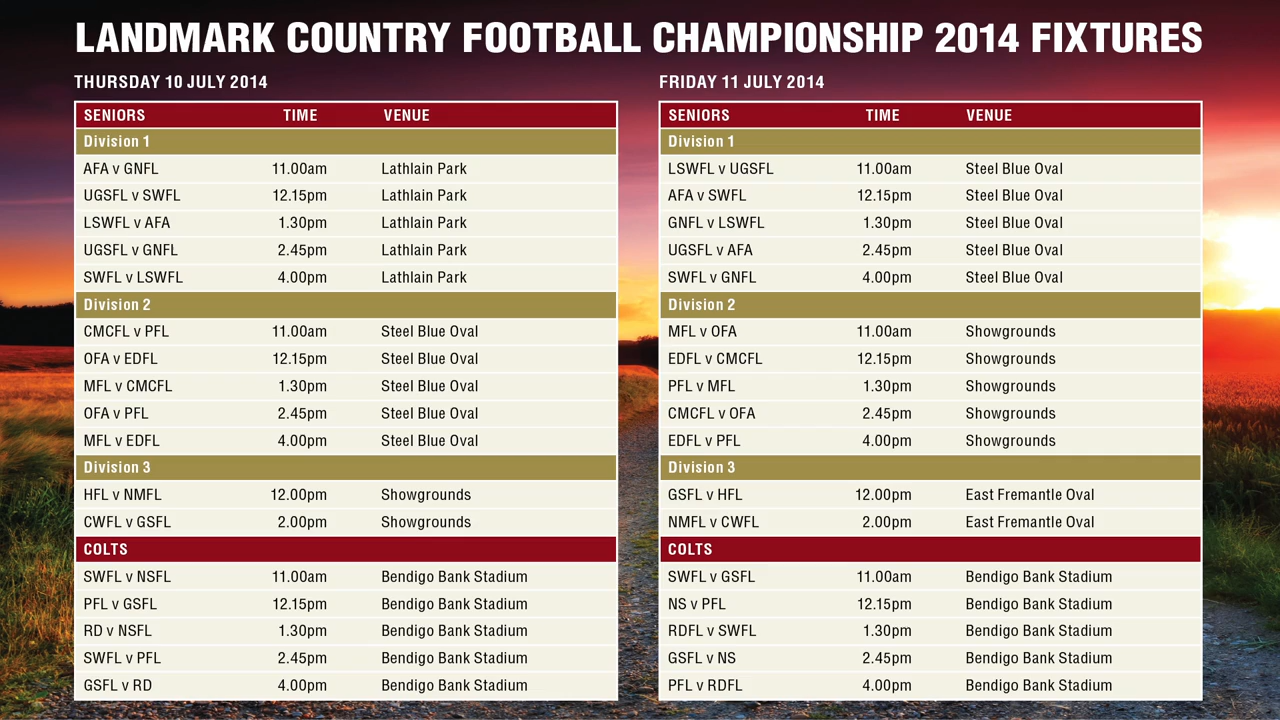 LANDMARK COUNTRY FOOTBALL CHAMPIONSHIP 2014 FIXTURES
THURSDAY 10 JULY 2014
SENIORS TIME VENUE
Division 1
AFA v GNFL 11.00am Lathlain Park
UGSFL v SWFL 12.15pm Lathlain Park
LSWFL v AFA 1.30pm Lathlain Park
UGSFL v GNFL 2.45pm Lathlain Park
SWFL v LSWFL 4.00pm Lathlain Park
Division 2
CMCFL v PFL 11.00am Steel Blue Oval
OFA v EDFL 12.15pm Steel Blue Oval
MFL v CMCFL 1.30pm Steel Blue Oval
OFA v PFL 2.45pm Steel Blue Oval
MFL v EDFL 4.00pm Steel Blue Oval
Division 3
HFL v NMFL 12.00pm Showgrounds
CWFL v GSFL 2.00pm Showgrounds
COLTS
SWFL v NSFL 11.00am Bendigo Bank Stadium
PFL v GSFL 12.15pm Bendigo Bank Stadium
RD v NSFL 1.30pm Bendigo Bank Stadium
SWFL v PFL 2.45pm Bendigo Bank Stadium
GSFL v RD 4.00pm Bendigo Bank Stadium
FRIDAY 11 JULY 2014
SENIORS TIME VENUE
Division 1
LSWFL v UGSFL 11.00am Steel Blue Oval
AFA v SWFL 12.15pm Steel Blue Oval
GNFL v LSWFL 1.30pm Steel Blue Oval
UGSFL v AFA 2.45pm Steel Blue Oval
SWFL v GNFL 4.00pm Steel Blue Oval
Division 2
MFL v OFA 11.00am Showgrounds
EDFL v CMCFL 12.15pm Showgrounds
PFL v MFL 1.30pm Showgrounds
CMCFL v OFA 2.45pm Showgrounds
EDFL v PFL 4.00pm Showgrounds
Division 3
GSFL v HFL 12.00pm East Fremantle Oval
NMFL v CWFL 2.00pm East Fremantle Oval
COLTS
SWFL v GSFL 11.00am Bendigo Bank Stadium
NS v PFL 12.15pm Bendigo Bank Stadium
RDFL v SWFL 1.30pm Bendigo Bank Stadium
GSFL v NS 2.45pm Bendigo Bank Stadium
PFL v RDFL 4.00pm Bendigo Bank Stadium